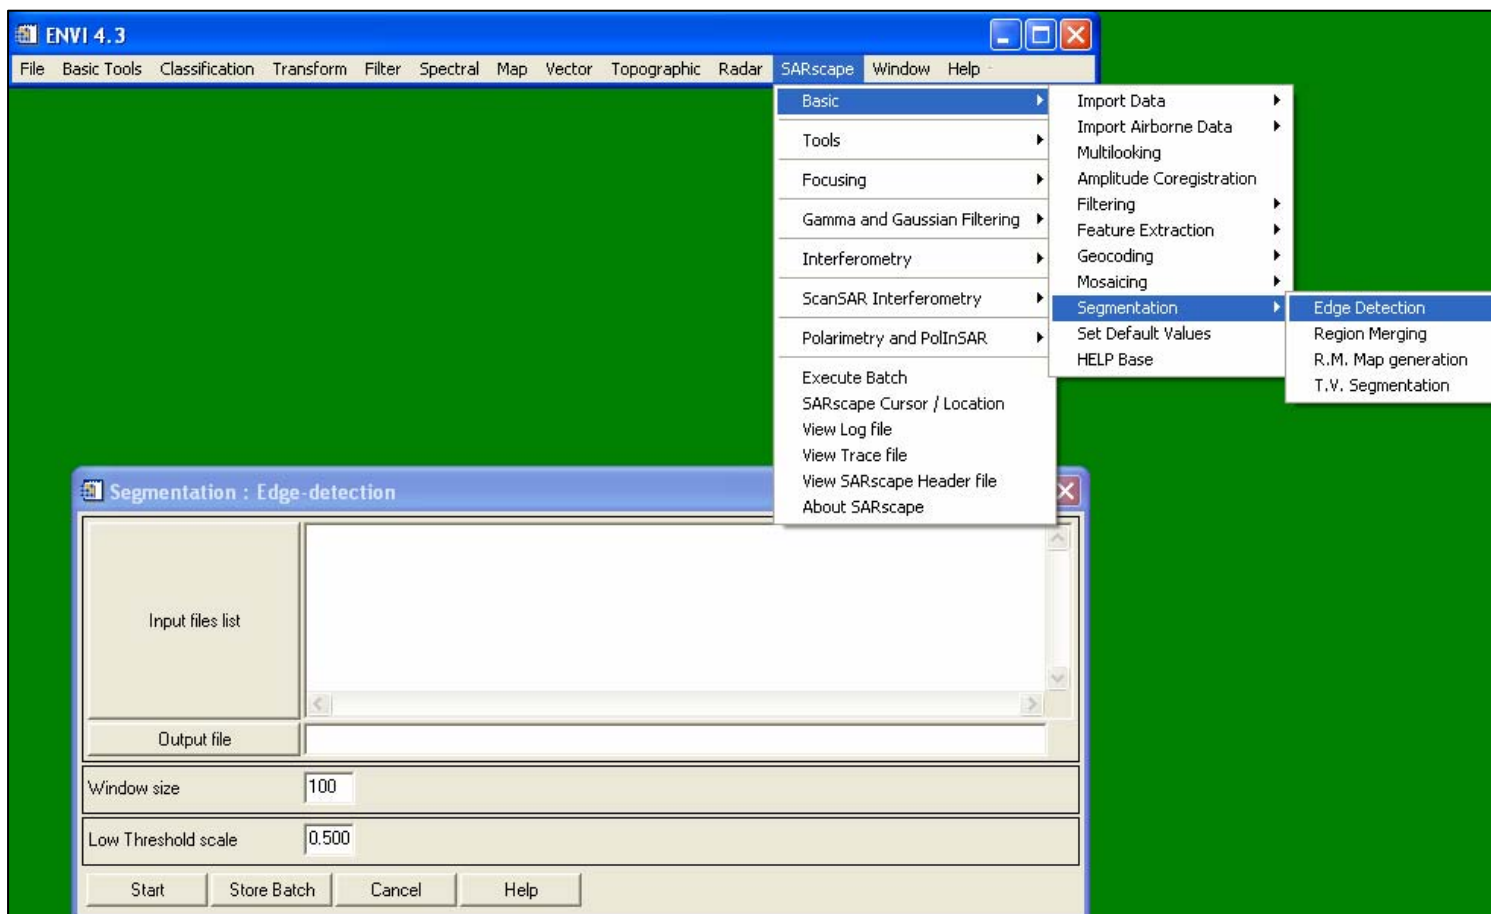 ENVI 4.3
File Basic Tools Classification Transform Filter Spectral Map Vector Topographic Radar SARscape Window Help
Basic
Tools
Focusing
Gamma and Gaussian Filtering
Interferometry
ScanSAR Interferometry
Polarimetry and PolInSAR
Execute Batch
SARscape Cursor / Location
View Log file
View Trace file
View SARscape Header file
About SARscape
Import Data
Import Airborne Data
Multilooking
Amplitude Coregistration
Filtering
Feature Extraction
Geocoding
Mosaicing
Segmentation
Set Default Values
HELP Base
Edge Detection
Region Merging
R.M. Map generation
T.V. Segmentation
Segmentation : Edge-detection
Input files list
Output file
Window size 100
Low Threshold scale 0.500
Start Store Batch Cancel Help